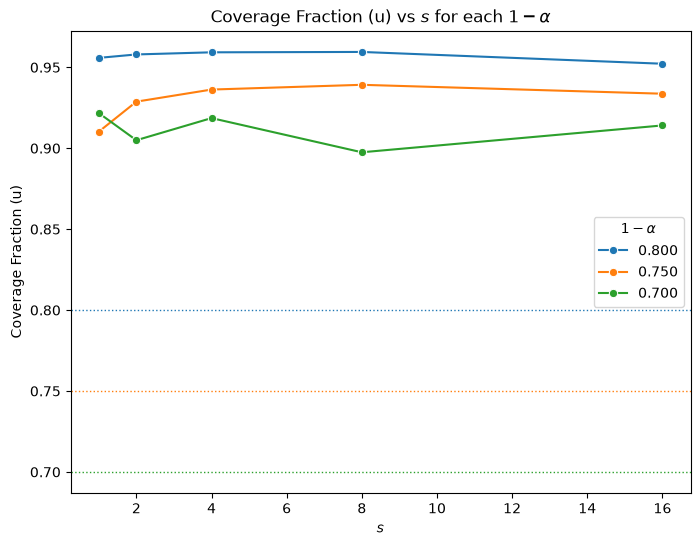 Coverage Fraction (u) vs s for each 1 − α
0.95
0.90
0.85
0.80
0.75
0.70
Coverage Fraction (u)
1 − α
0.800
0.750
0.700
2 4 6 8 10 12 14 16
s